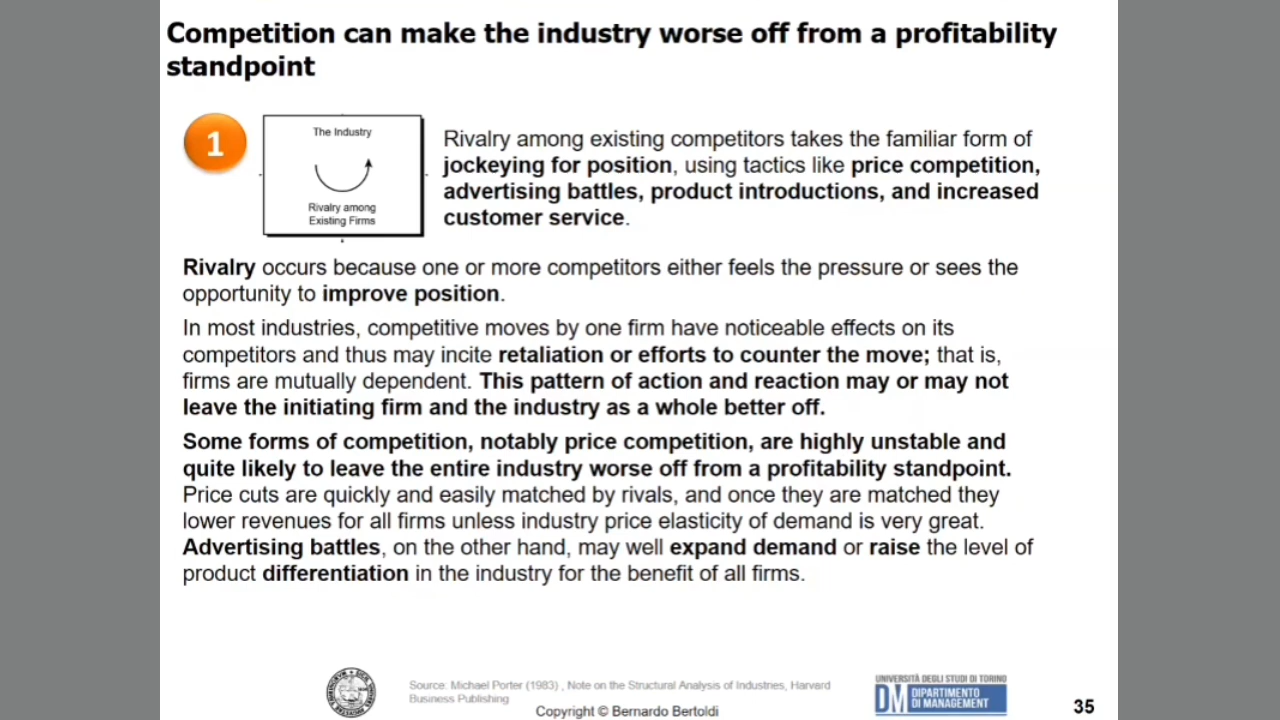 Competition can make the industry worse off from a profitability
standpoint
1
The Industry
Rivalry among
Existing Firms
Rivalry among existing competitors takes the familiar form of
jockeying for position, using tactics like price competition,
advertising battles, product introductions, and increased
customer service.
Rivalry occurs because one or more competitors either feels the pressure or sees the
opportunity to improve position.
In most industries, competitive moves by one firm have noticeable effects on its
competitors and thus may incite retaliation or efforts to counter the move; that is,
firms are mutually dependent. This pattern of action and reaction may or may not
leave the initiating firm and the industry as a whole better off.
Some forms of competition, notably price competition, are highly unstable and
quite likely to leave the entire industry worse off from a profitability standpoint.
Price cuts are quickly and easily matched by rivals, and once they are matched they
lower revenues for all firms unless industry price elasticity of demand is very great.
Advertising battles, on the other hand, may well expand demand or raise the level of
product differentiation in the industry for the benefit of all firms.
Source: Michael Porter (1983) , Note on the Structural Analysis of Industries, Harvard
Business Publishing
Copyright © Bernardo Bertoldi
UNIVERSITÀ DEGLI STUDI DI TORINO
DM DIPARTIMENTO
DI MANAGEMENT
35